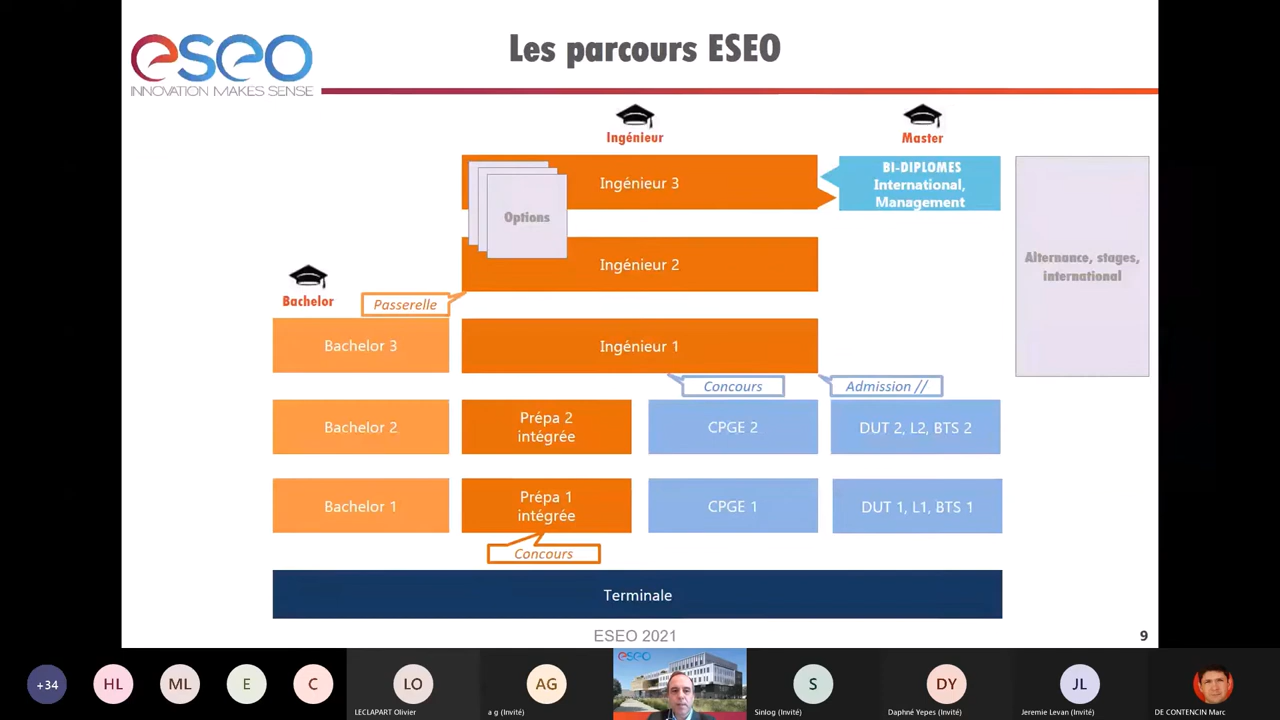 eseo
INNOVATION MAKES SENSE
Les parcours ESEO
Ingénieur
Master
Ingénieur 3
BI-DIPLOMES
International,
Management
Options
Alternance, stages,
international
Ingénieur 2
Bachelor
Passerelle
Bachelor 3
Ingénieur 1
Concours
Admission //
Bachelor 2
Prépa 2
intégrée
CPGE 2
DUT 2, L2, BTS 2
Bachelor 1
Prépa 1
intégrée
CPGE 1
DUT 1, L1, BTS 1
Concours
Terminale
ESEO 2021
9
+34
HL
ML
E
C
LO
LECLAPART Olivier
AG
a g (Invité)
eseo
S
Sinlog (Invité)
DY
Daphné Yepes (Invité)
JL
Jeremie Levan (Invité)
DE CONTENCIN Marc